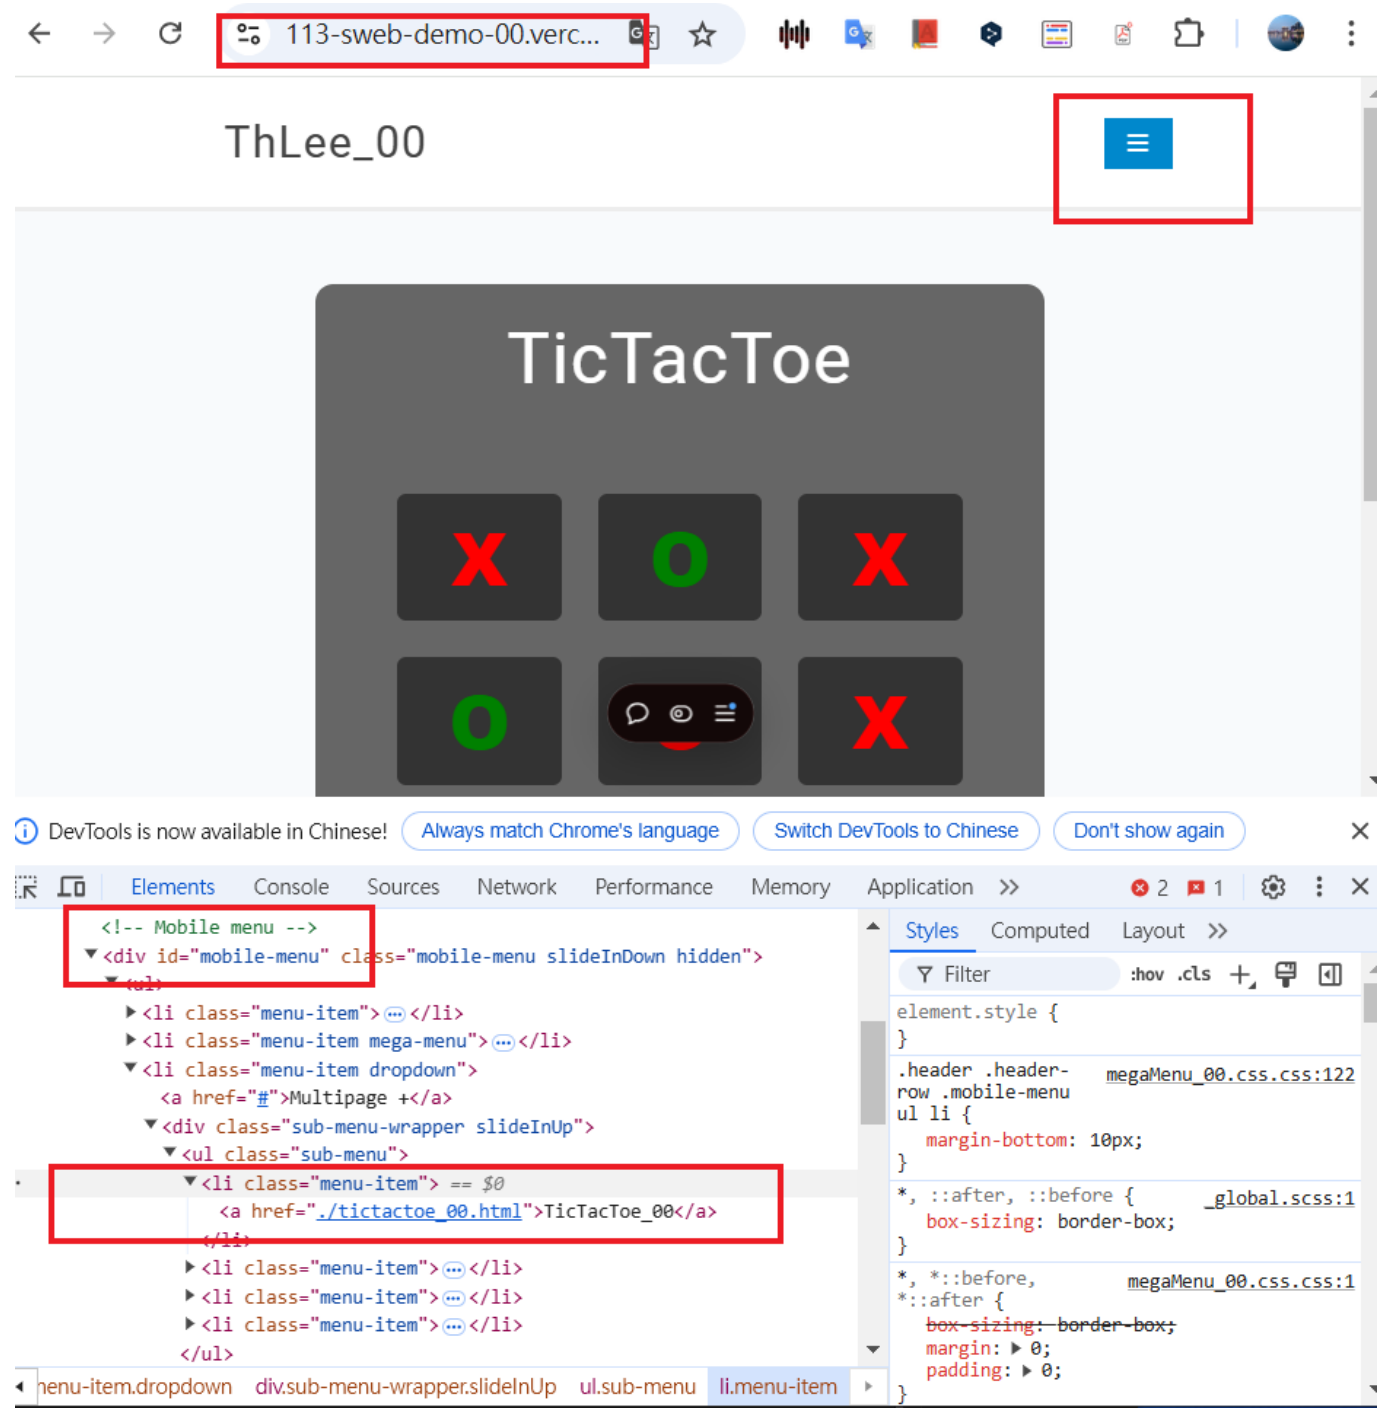 113-sweb-demo-00.verc...
ThLee_00
TicTacToe
X O X
O X
DevTools is now available in Chinese! Always match Chrome's language Switch DevTools to Chinese Don't show again
Elements Console Sources Network Performance Memory Application 2 1
<!-- Mobile menu -->
<div id="mobile-menu" class="mobile-menu slideInDown hidden">
<ul>
<li class="menu-item">…</li>
<li class="menu-item mega-menu">…</li>
<li class="menu-item dropdown">
<a href="#">Multipage +</a>
<div class="sub-menu-wrapper slideInUp">
<ul class="sub-menu">
<li class="menu-item"> == $0
<a href="./tictactoe_00.html">TicTacToe_00</a>
</li>
<li class="menu-item">…</li>
<li class="menu-item">…</li>
<li class="menu-item">…</li>
</ul>
menu-item.dropdown div.sub-menu-wrapper.slideInUp ul.sub-menu li.menu-item
Styles Computed Layout
Filter :hov .cls
element.style {
}
.header .header- megaMenu_00.css.css:122
row .mobile-menu
ul li {
margin-bottom: 10px;
}
*, ::after, ::before { _global.scss:1
box-sizing: border-box;
}
*, *::before, megaMenu_00.css.css:1
*::after {
box-sizing: border-box;
margin: 0;
padding: 0;
}